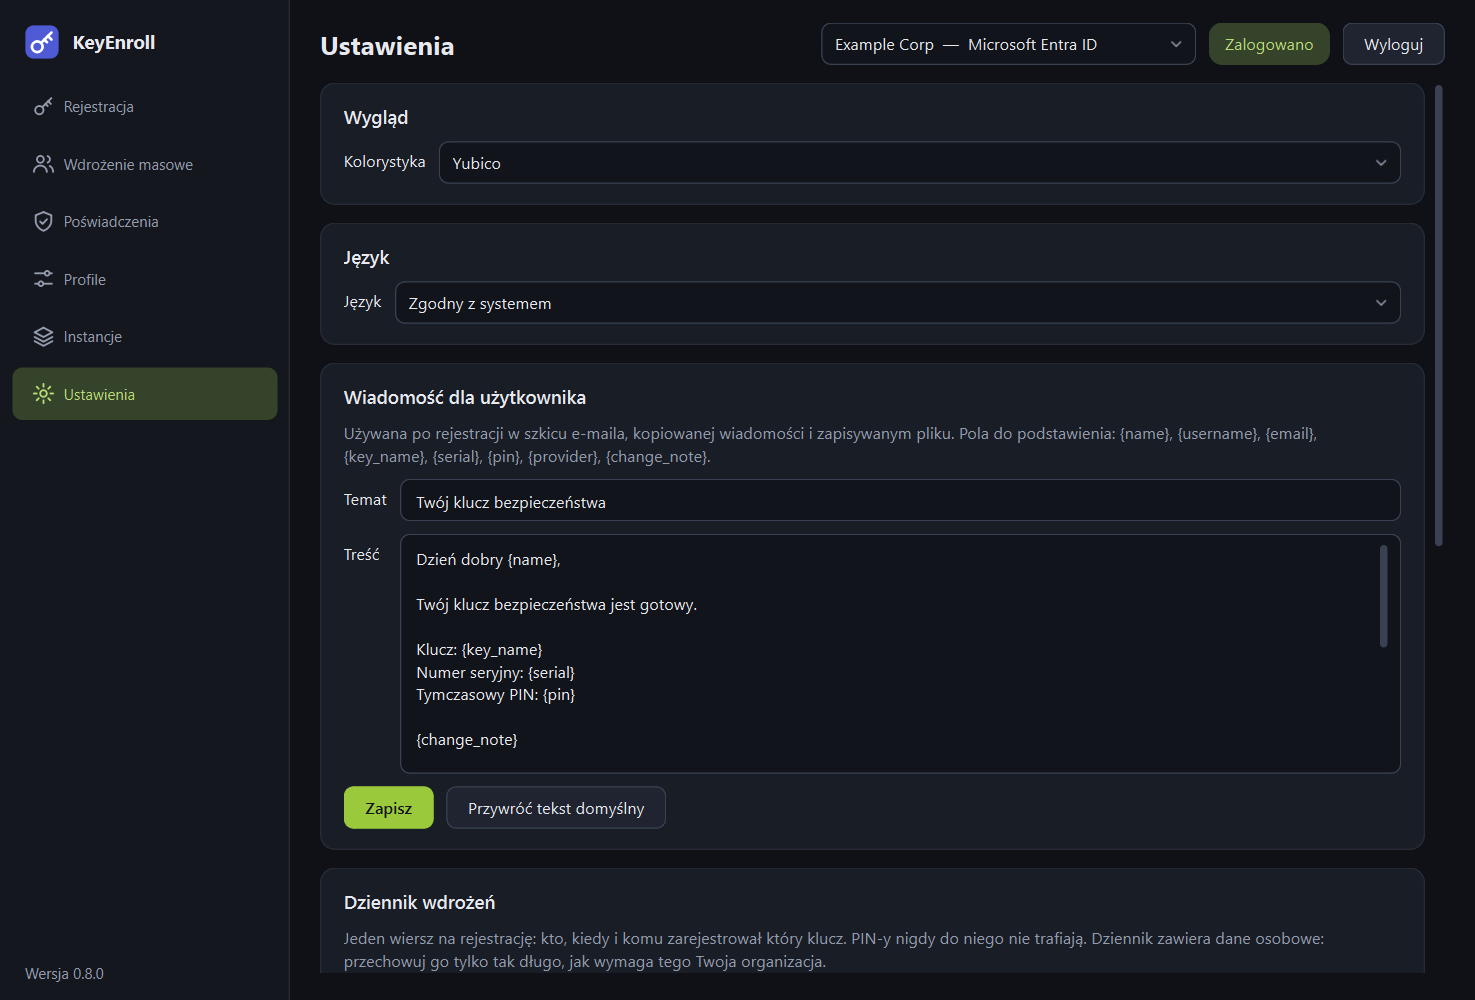 KeyEnroll
Rejestracja
Wdrożenie masowe
Poświadczenia
Profile
Instancje
Ustawienia
Wersja 0.8.0
Ustawienia
Example Corp — Microsoft Entra ID
Zalogowano
Wyloguj
Wygląd
Kolorystyka
Yubico
Język
Język
Zgodny z systemem
Wiadomość dla użytkownika
Używana po rejestracji w szkicu e-maila, kopiowanej wiadomości i zapisywanym pliku. Pola do podstawienia: {name}, {username}, {email},
{key_name}, {serial}, {pin}, {provider}, {change_note}.
Temat
Twój klucz bezpieczeństwa
Treść
Dzień dobry {name},
Twój klucz bezpieczeństwa jest gotowy.
Klucz: {key_name}
Numer seryjny: {serial}
Tymczasowy PIN: {pin}
{change_note}
Zapisz
Przywróć tekst domyślny
Dziennik wdrożeń
Jeden wiersz na rejestrację: kto, kiedy i komu zarejestrował który klucz. PIN-y nigdy do niego nie trafiają. Dziennik zawiera dane osobowe:
przechowuj go tylko tak długo, jak wymaga tego Twoja organizacja.